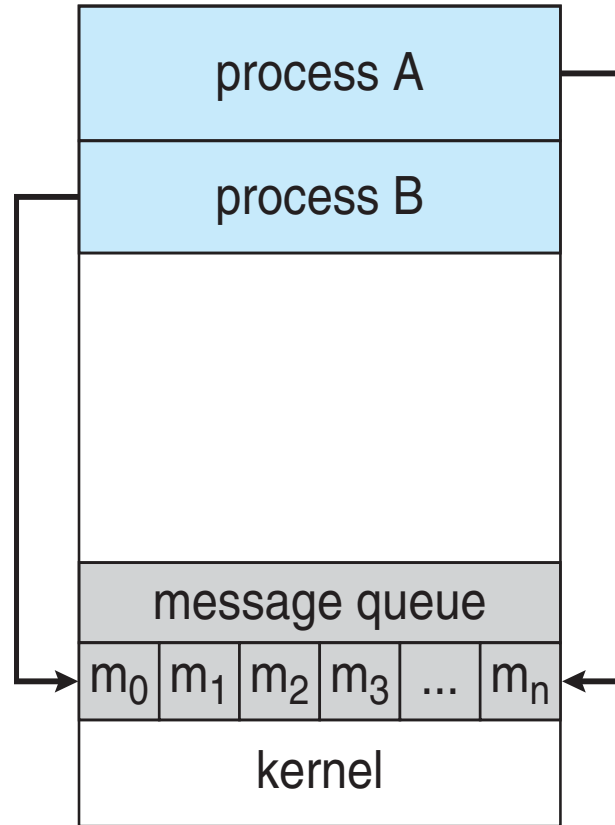 process A
process B
message queue
m₀ m₁ m₂ m₃ ... mₙ
kernel